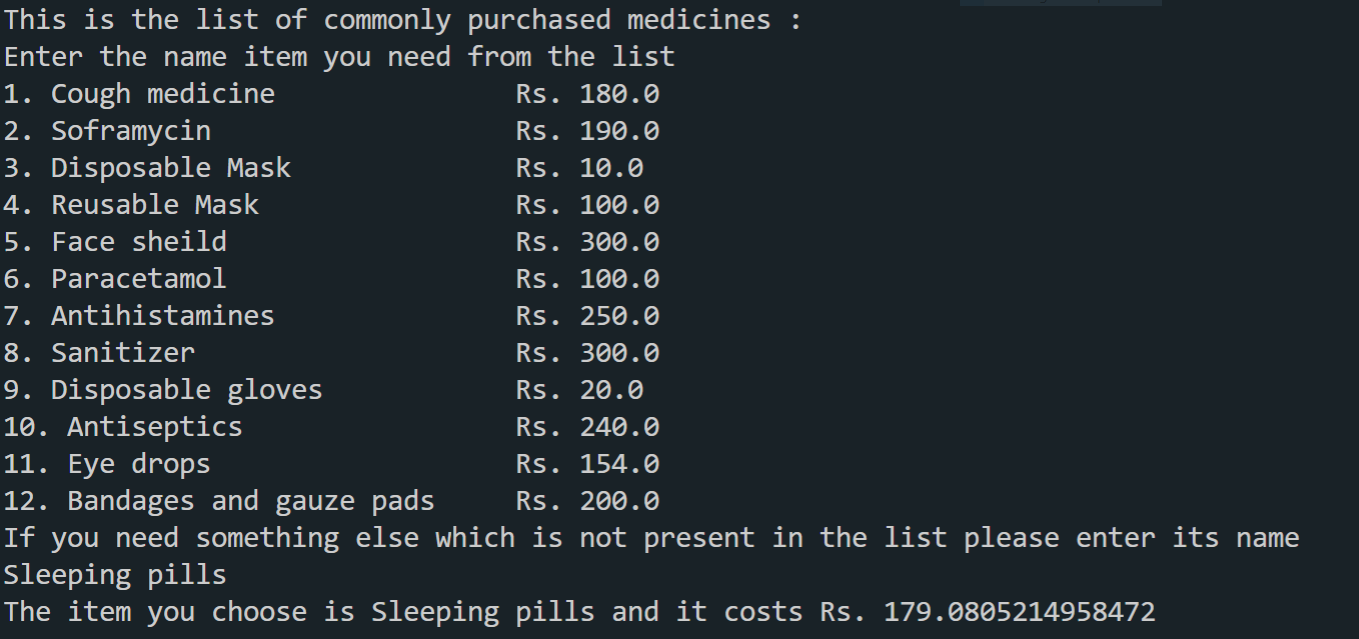 This is the list of commonly purchased medicines :
Enter the name item you need from the list
1. Cough medicine Rs. 180.0
2. Soframycin Rs. 190.0
3. Disposable Mask Rs. 10.0
4. Reusable Mask Rs. 100.0
5. Face sheild Rs. 300.0
6. Paracetamol Rs. 100.0
7. Antihistamines Rs. 250.0
8. Sanitizer Rs. 300.0
9. Disposable gloves Rs. 20.0
10. Antiseptics Rs. 240.0
11. Eye drops Rs. 154.0
12. Bandages and gauze pads Rs. 200.0
If you need something else which is not present in the list please enter its name
Sleeping pills
The item you choose is Sleeping pills and it costs Rs. 179.0805214958472